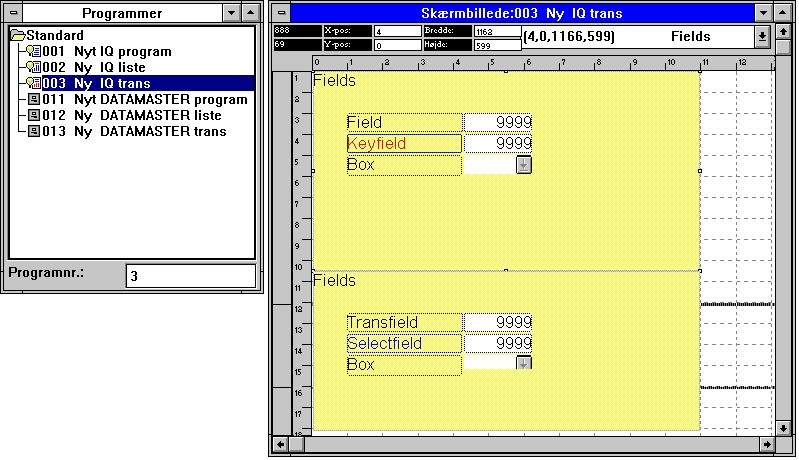 Programmer
Standard
001 Nyt IQ program
002 Ny IQ liste
003 Ny IQ trans
011 Nyt DATAMASTER program
012 Ny DATAMASTER liste
013 Ny DATAMASTER trans
Programnr.: 3
Skærmbillede:003 Ny IQ trans
888 X-pos: 4 Bredde: 1162 (4,0,1166,599) Fields
69 Y-pos: 0 Højde: 599
0 1 2 3 4 5 6 7 8 9 10 11 12 13
1
2
3
4
5
6
7
8
9
10
11
12
13
14
15
16
17
18
Fields
Field 9999
Keyfield 9999
Box
Fields
Transfield 9999
Selectfield 9999
Box